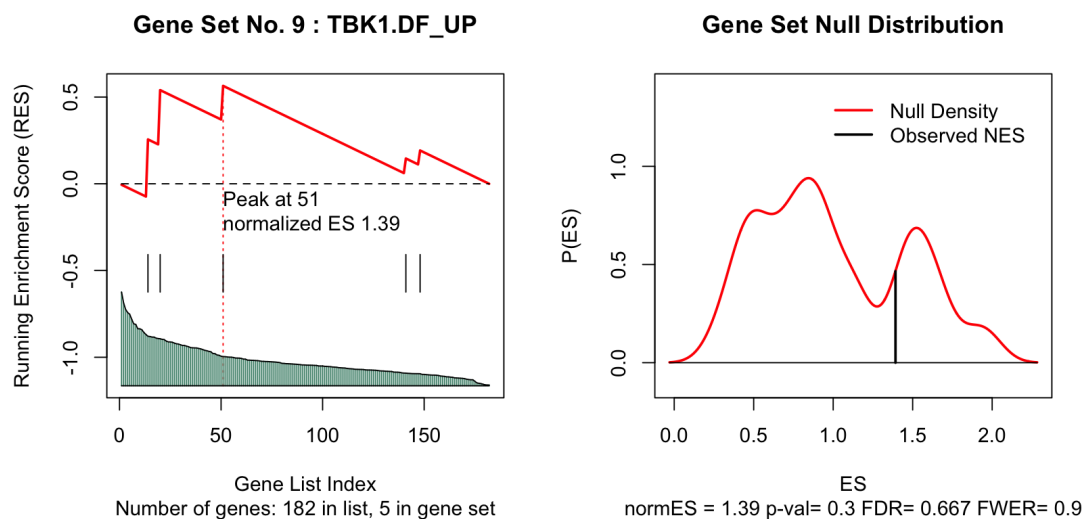 Gene Set No. 9 : TBK1.DF_UP
Running Enrichment Score (RES)
0.5
0.0
-0.5
-1.0
Peak at 51
normalized ES 1.39
0
50
100
150
Gene List Index
Number of genes: 182 in list, 5 in gene set
Gene Set Null Distribution
P(ES)
1.0
0.5
0.0
Null Density
Observed NES
0.0
0.5
1.0
1.5
2.0
ES
normES = 1.39 p-val= 0.3 FDR= 0.667 FWER= 0.9